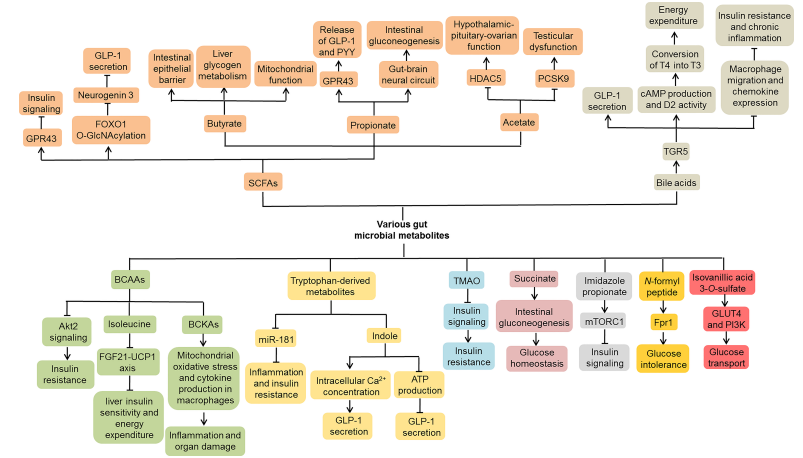 GLP-1
secretion
Neurogenin 3
FOXO1
O-GlcNAcylation
Insulin
signaling
GPR43
Intestinal
epithelial
barrier
Liver
glycogen
metabolism
Mitochondrial
function
Butyrate
Release
of GLP-1
and PYY
GPR43
Intestinal
gluconeogenesis
Gut-brain
neural circuit
Propionate
Hypothalamic-
pituitary-ovarian
function
HDAC5
Testicular
dysfunction
PCSK9
Acetate
SCFAs
Energy
expenditure
Conversion
of T4 into T3
cAMP production
and D2 activity
GLP-1
secretion
Insulin resistance
and chronic
inflammation
Macrophage
migration and
chemokine
expression
TGR5
Bile acids
Various gut
microbial metabolites
BCAAs
Akt2
signaling
Insulin
resistance
Isoleucine
FGF21-UCP1
axis
liver insulin
sensitivity and
energy
expenditure
BCKAs
Mitochondrial
oxidative stress
and cytokine
production in
macrophages
Inflammation and
organ damage
Tryptophan-derived
metabolites
miR-181
Inflammation
and insulin
resistance
Indole
Intracellular Ca²⁺
concentration
GLP-1
secretion
ATP
production
GLP-1
secretion
TMAO
Insulin
signaling
Insulin
resistance
Succinate
Intestinal
gluconeogenesis
Glucose
homeostasis
Imidazole
propionate
mTORC1
Insulin
signaling
N-formyl
peptide
Fpr1
Glucose
intolerance
Isovanillic acid
3-O-sulfate
GLUT4
and PI3K
Glucose
transport